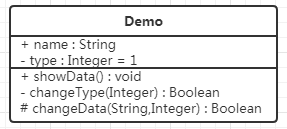 Demo
+ name : String
- type : Integer = 1
+ showData() : void
- changeType(Integer) : Boolean
# changeData(String,Integer) : Boolean